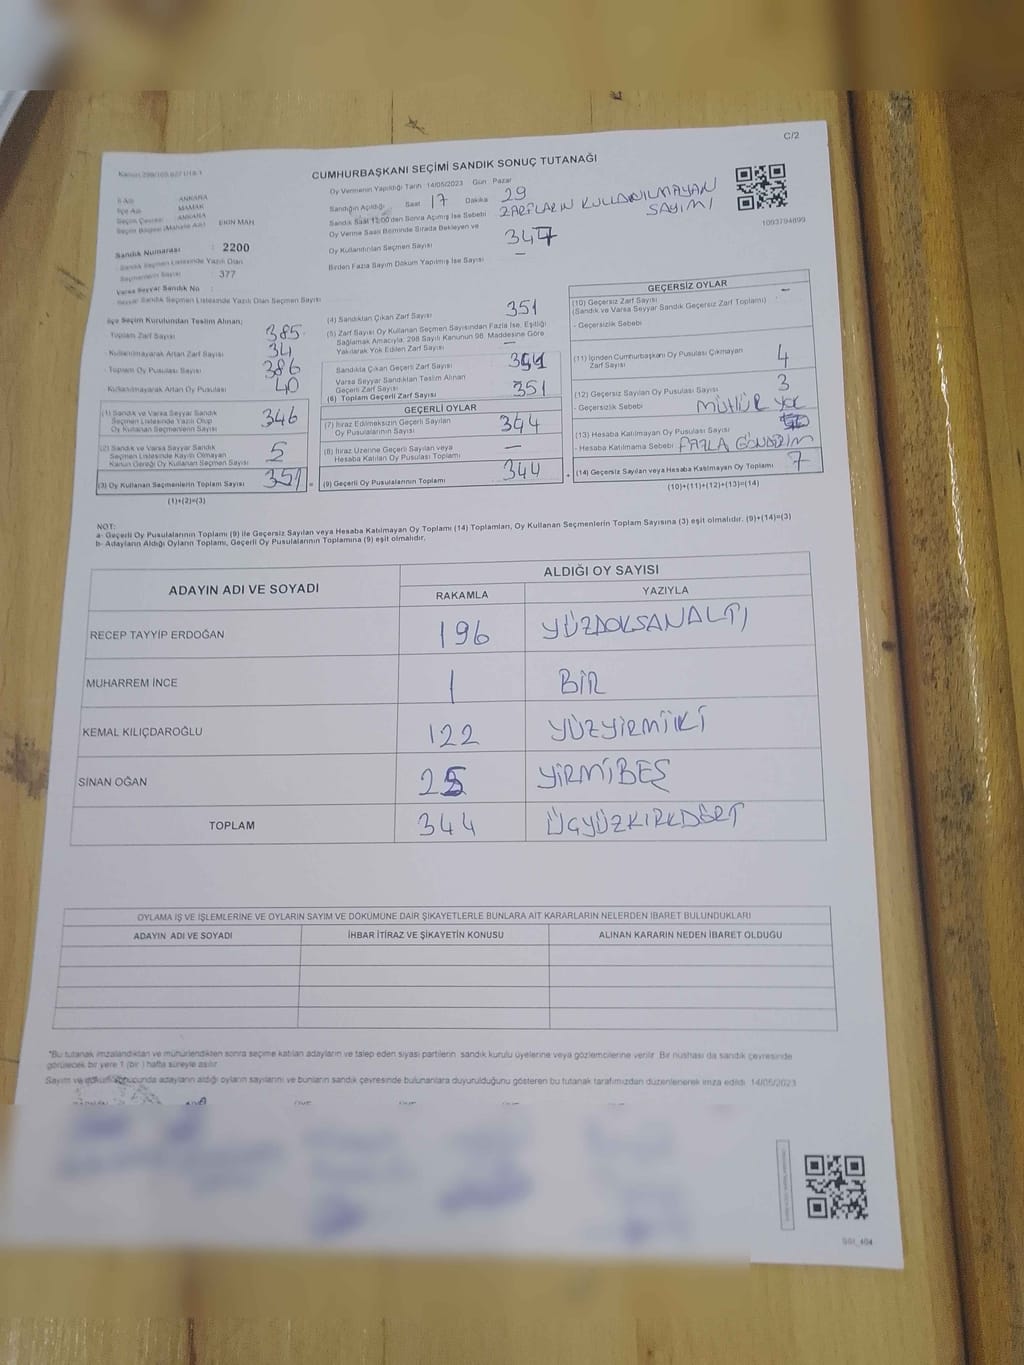 C/2
Kanun:298/105.627 U18.1
CUMHURBAŞKANI SEÇİMİ SANDIK SONUÇ TUTANAĞI
İl Adı : ANKARA
İlçe Adı : MAMAK
Seçim Çevresi : ANKARA
Seçim Bölgesi (Mahalle Adı) : EKİN MAH.
Sandık Numarası : 2200
Sandık Seçmen Listesinde Yazılı Olan
Seçmenlerin Sayısı : 377
Varsa Seyyar Sandık No :
Seyyar Sandık Seçmen Listesinde Yazılı Olan Seçmen Sayısı
Oy Vermenin Yapıldığı Tarih 14/05/2023 Gün Pazar
Sandığın Açıldığı Saat 17 Dakika 29
Sandık Saat 17:00'den Sonra Açılmış İse Sebebi ZARFLARIN KULLANILMAYAN
SAYIMI
Oy Verme Saati Bitiminde Sırada Bekleyen ve
Oy Kullandırılan Seçmen Sayısı
Birden Fazla Sayım Döküm Yapılmış İse Sayısı –
1093794899
İlçe Seçim Kurulundan Teslim Alınan;
Toplam Zarf Sayısı 385
Kullanılmayarak Artan Zarf Sayısı 34
Toplam Oy Pusulası Sayısı 386
Kullanılmayarak Artan Oy Pusulası 40
(1) Sandık ve Varsa Seyyar Sandık
Seçmen Listesinde Yazılı Olup
Oy Kullanan Seçmenlerin Sayısı 346
(2) Sandık ve Varsa Seyyar Sandık
Seçmen Listesinde Kayıtlı Olmayan
Kanun Gereği Oy Kullanan Seçmen Sayısı 5
(3) Oy Kullanan Seçmenlerin Toplam Sayısı 351
(1)+(2)=(3)
(4) Sandıktan Çıkan Zarf Sayısı 351
(5) Zarf Sayısı Oy Kullanan Seçmen Sayısından Fazla İse, Eşitliği
Sağlamak Amacıyla; 298 Sayılı Kanunun 98. Maddesine Göre
Yakılarak Yok Edilen Zarf Sayısı –
Sandıkta Çıkan Geçerli Zarf Sayısı
Varsa Seyyar Sandıktan Teslim Alınan
Geçerli Zarf Sayısı
(6) Toplam Geçerli Zarf Sayısı 351
GEÇERLİ OYLAR
(7) İtiraz Edilmeksizin Geçerli Sayılan
Oy Pusulalarının Sayısı 344
(8) İtiraz Üzerine Geçerli Sayılan veya
Hesaba Katılan Oy Pusulası Toplamı –
(9) Geçerli Oy Pusulalarının Toplamı 344
GEÇERSİZ OYLAR
(10) Geçersiz Zarf Sayısı –
(Sandık ve Varsa Seyyar Sandık Geçersiz Zarf Toplamı)
- Geçersizlik Sebebi
(11) İçinden Cumhurbaşkanı Oy Pusulası Çıkmayan
Zarf Sayısı 4
(12) Geçersiz Sayılan Oy Pusulası Sayısı 3
- Geçersizlik Sebebi MÜHÜR YOK
(13) Hesaba Katılmayan Oy Pusulası Sayısı
- Hesaba Katılmama Sebebi FAZLA GÖNDERİM
(14) Geçersiz Sayılan veya Hesaba Katılmayan Oy Toplamı 7
(10)+(11)+(12)+(13)=(14)
NOT:
a- Geçerli Oy Pusulalarının Toplamı (9) ile Geçersiz Sayılan veya Hesaba Katılmayan Oy Toplamı (14) Toplamları, Oy Kullanan Seçmenlerin Toplam Sayısına (3) eşit olmalıdır. (9)+(14)=(3)
b- Adayların Aldığı Oyların Toplamı, Geçerli Oy Pusulalarının Toplamına (9) eşit olmalıdır.
ADAYIN ADI VE SOYADI ALDIĞI OY SAYISI
RAKAMLA YAZIYLA
RECEP TAYYİP ERDOĞAN 196 YÜZDOKSANALTI
MUHARREM İNCE 1 BİR
KEMAL KILIÇDAROĞLU 122 YÜZYİRMİİKİ
SİNAN OĞAN 25 YİRMİBEŞ
TOPLAM 344 ÜÇYÜZKIRKDÖRT
OYLAMA İŞ VE İŞLEMLERİNE VE OYLARIN SAYIM VE DÖKÜMÜNE DAİR ŞİKAYETLERLE BUNLARA AİT KARARLARIN NELERDEN İBARET BULUNDUKLARI
ADAYIN ADI VE SOYADI İHBAR İTİRAZ VE ŞİKAYETİN KONUSU ALINAN KARARIN NEDEN İBARET OLDUĞU
*Bu tutanak imzalandıktan ve mühürlendikten sonra seçime katılan adayların ve talep eden siyasi partilerin sandık kurulu üyelerine veya gözlemcilerine verilir. Bir nüshası da sandık çevresinde
görülecek bir yere 1 (bir) hafta süreyle asılır.
Sayım ve döküm sonucunda adayların aldığı oyların sayılarını ve bunların sandık çevresinde bulunanlara duyurulduğunu gösteren bu tutanak tarafımızdan düzenlenerek imza edildi. 14/05/2023